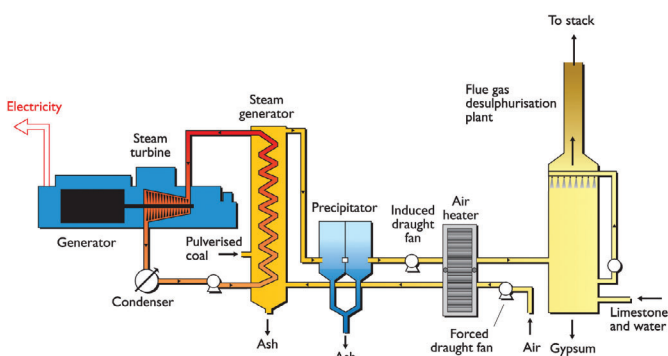 To stack
Flue gas
desulphurisation
plant
Electricity
Steam
generator
Steam
turbine
Precipitator
Induced
draught
fan
Air
heater
Generator
Pulverised
coal
Condenser
Ash
Ash
Forced
draught fan
Air
Gypsum
Limestone
and water